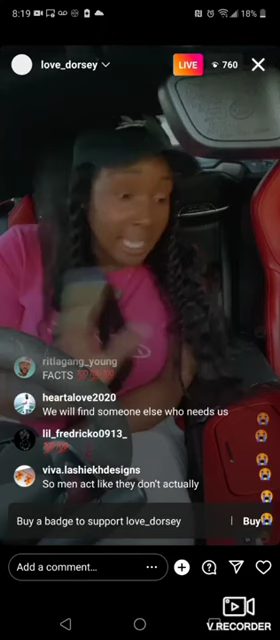 8:19
18%
love_dorsey
LIVE
760
ritlagang_young
FACTS 💯💯💯
heartalove2020
We will find someone else who needs us
lil_fredricko0913_
💯💯
viva.lashiekhdesigns
So men act like they don't actually
Buy a badge to support love_dorsey
Buy
Add a comment...
V RECORDER